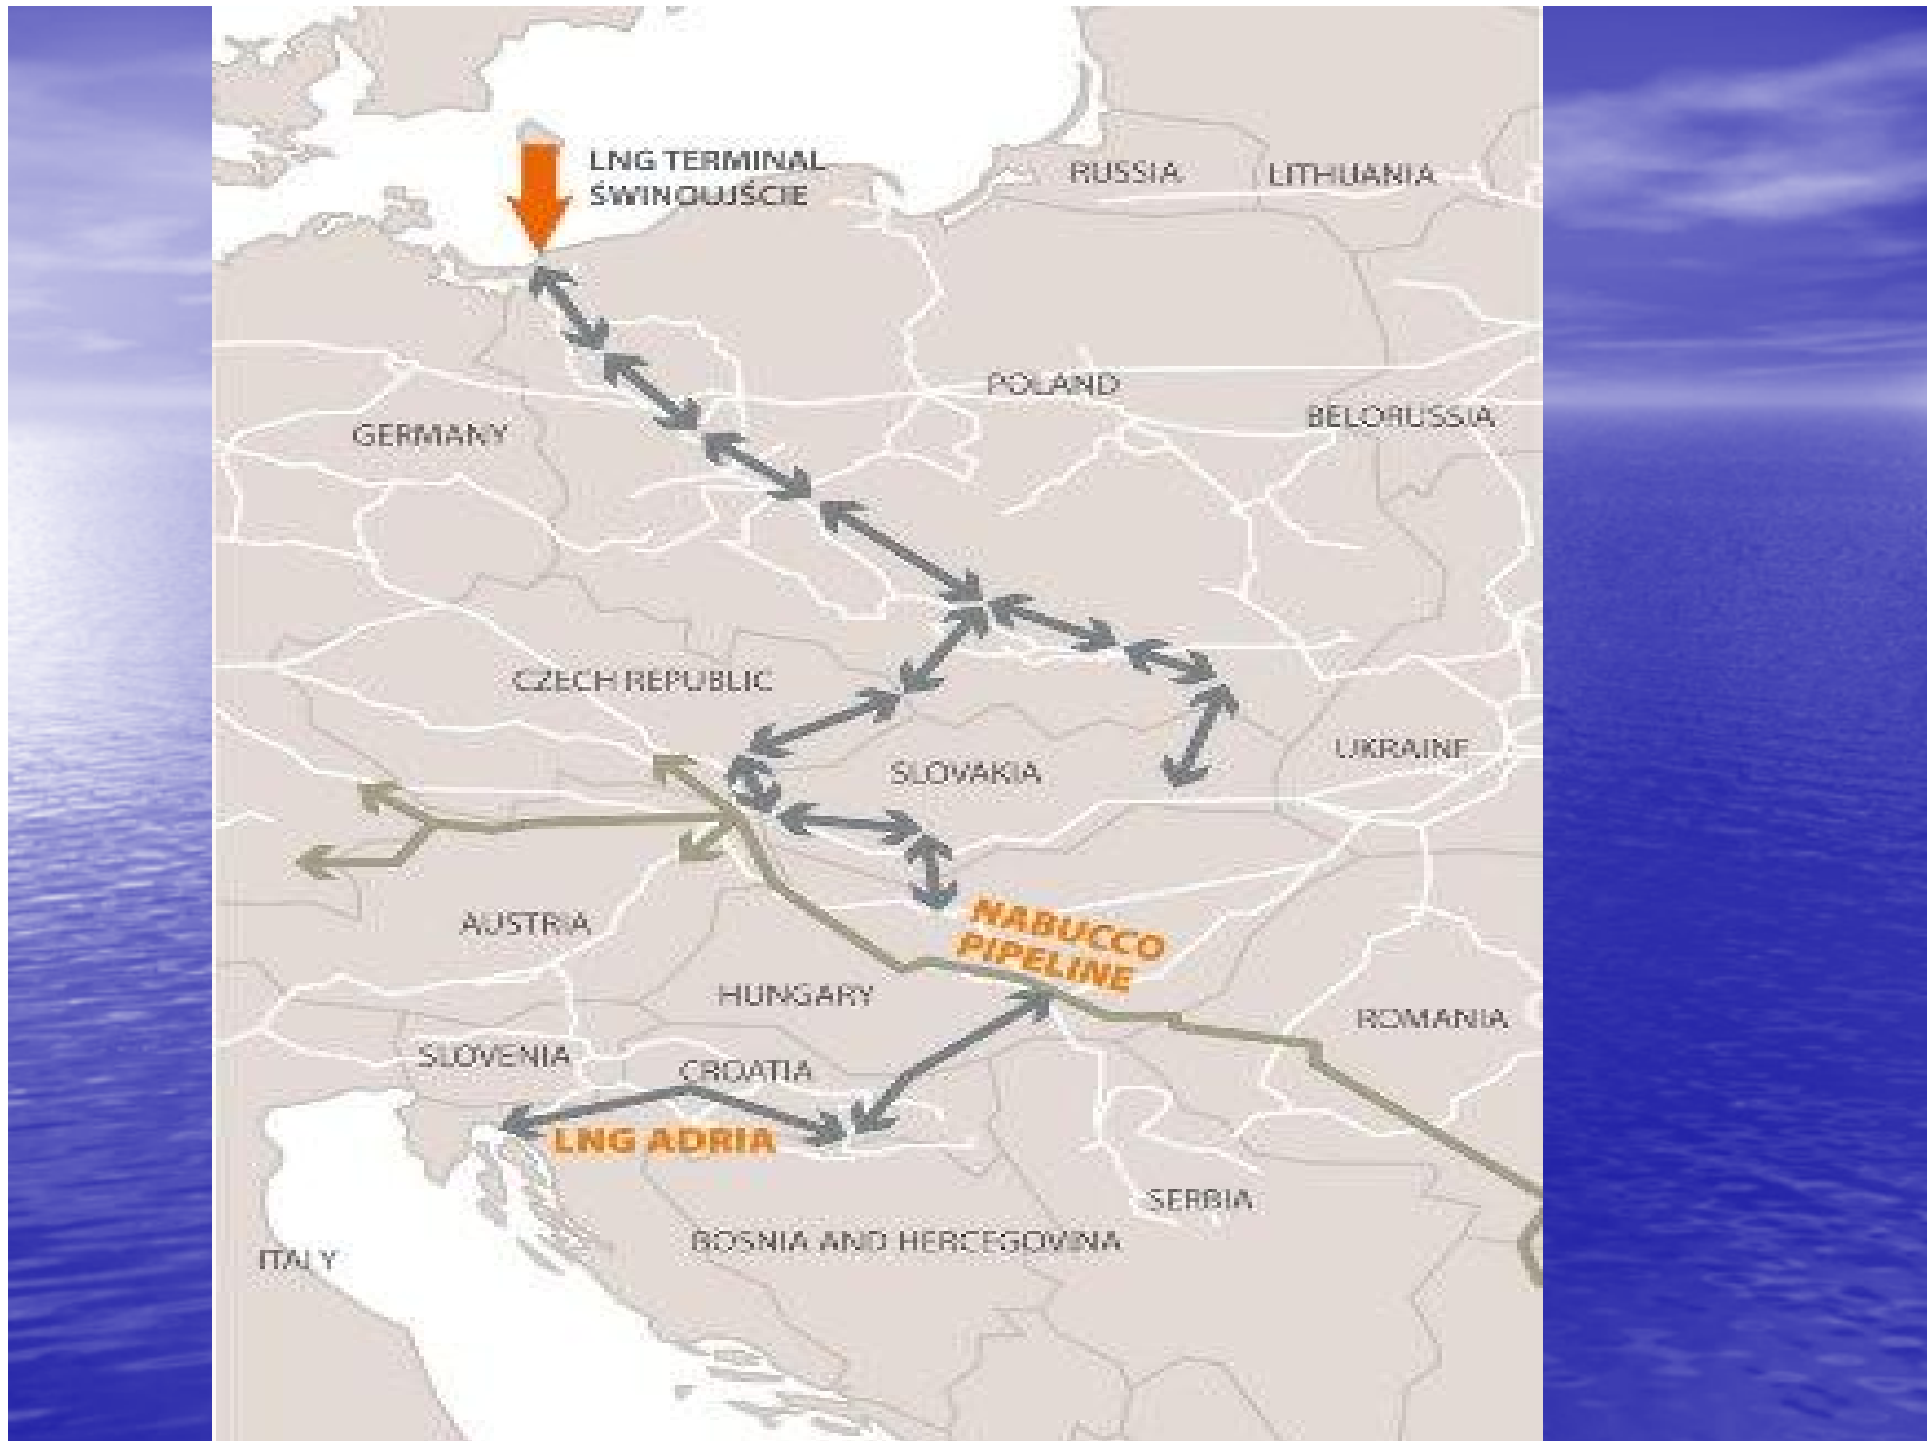 LNG TERMINAL
ŚWINOUJŚCIE
RUSSIA
LITHUANIA
POLAND
BELORUSSIA
GERMANY
CZECH REPUBLIC
UKRAINE
SLOVAKIA
NABUCCO
PIPELINE
AUSTRIA
HUNGARY
ROMANIA
SLOVENIA
CROATIA
LNG ADRIA
SERBIA
BOSNIA AND HERCEGOVINA
ITALY